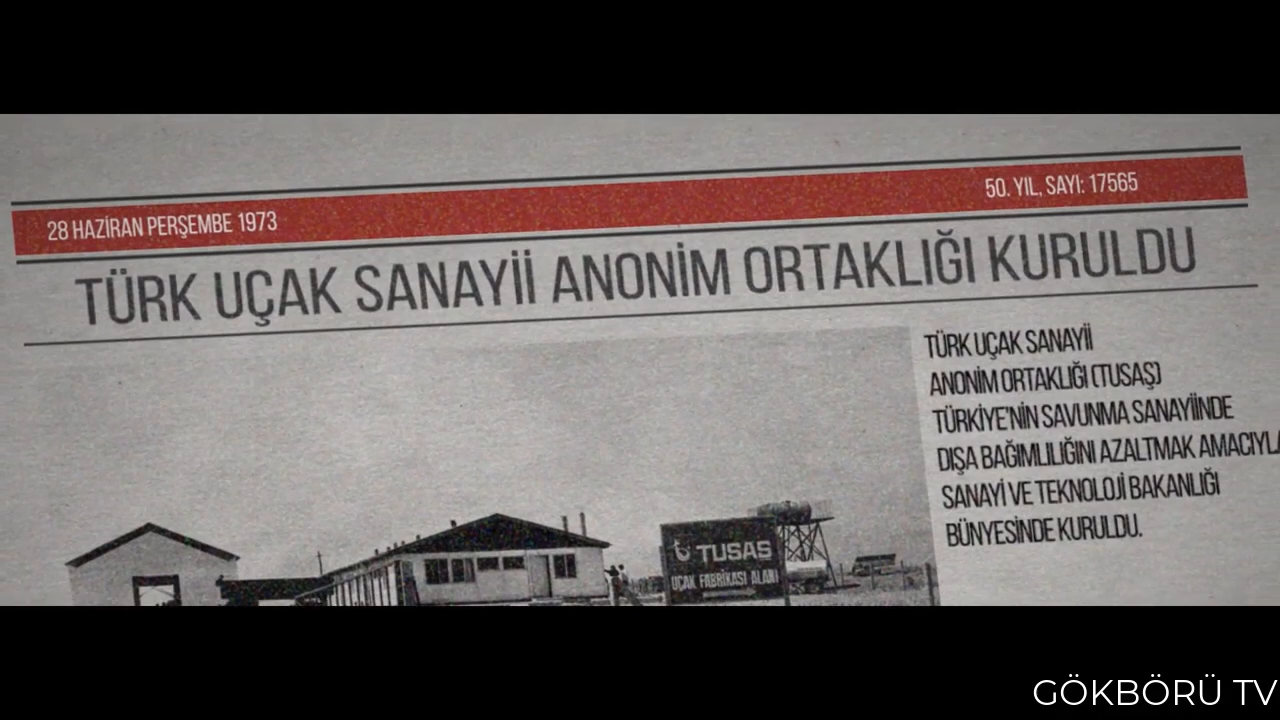 28 HAZİRAN PERŞEMBE 1973
50. YIL, SAYI: 17565
TÜRK UÇAK SANAYİİ ANONİM ORTAKLIĞI KURULDU
TÜRK UÇAK SANAYİİ
ANONİM ORTAKLIĞI (TUSAŞ)
TÜRKİYE'NİN SAVUNMA SANAYİİNDE
DIŞA BAĞIMLILIĞINI AZALTMAK AMACIYLA
SANAYİ VE TEKNOLOJİ BAKANLIĞI
BÜNYESİNDE KURULDU.
TUSAŞ
UÇAK FABRİKASI ALANI
GÖKBÖRÜ TV